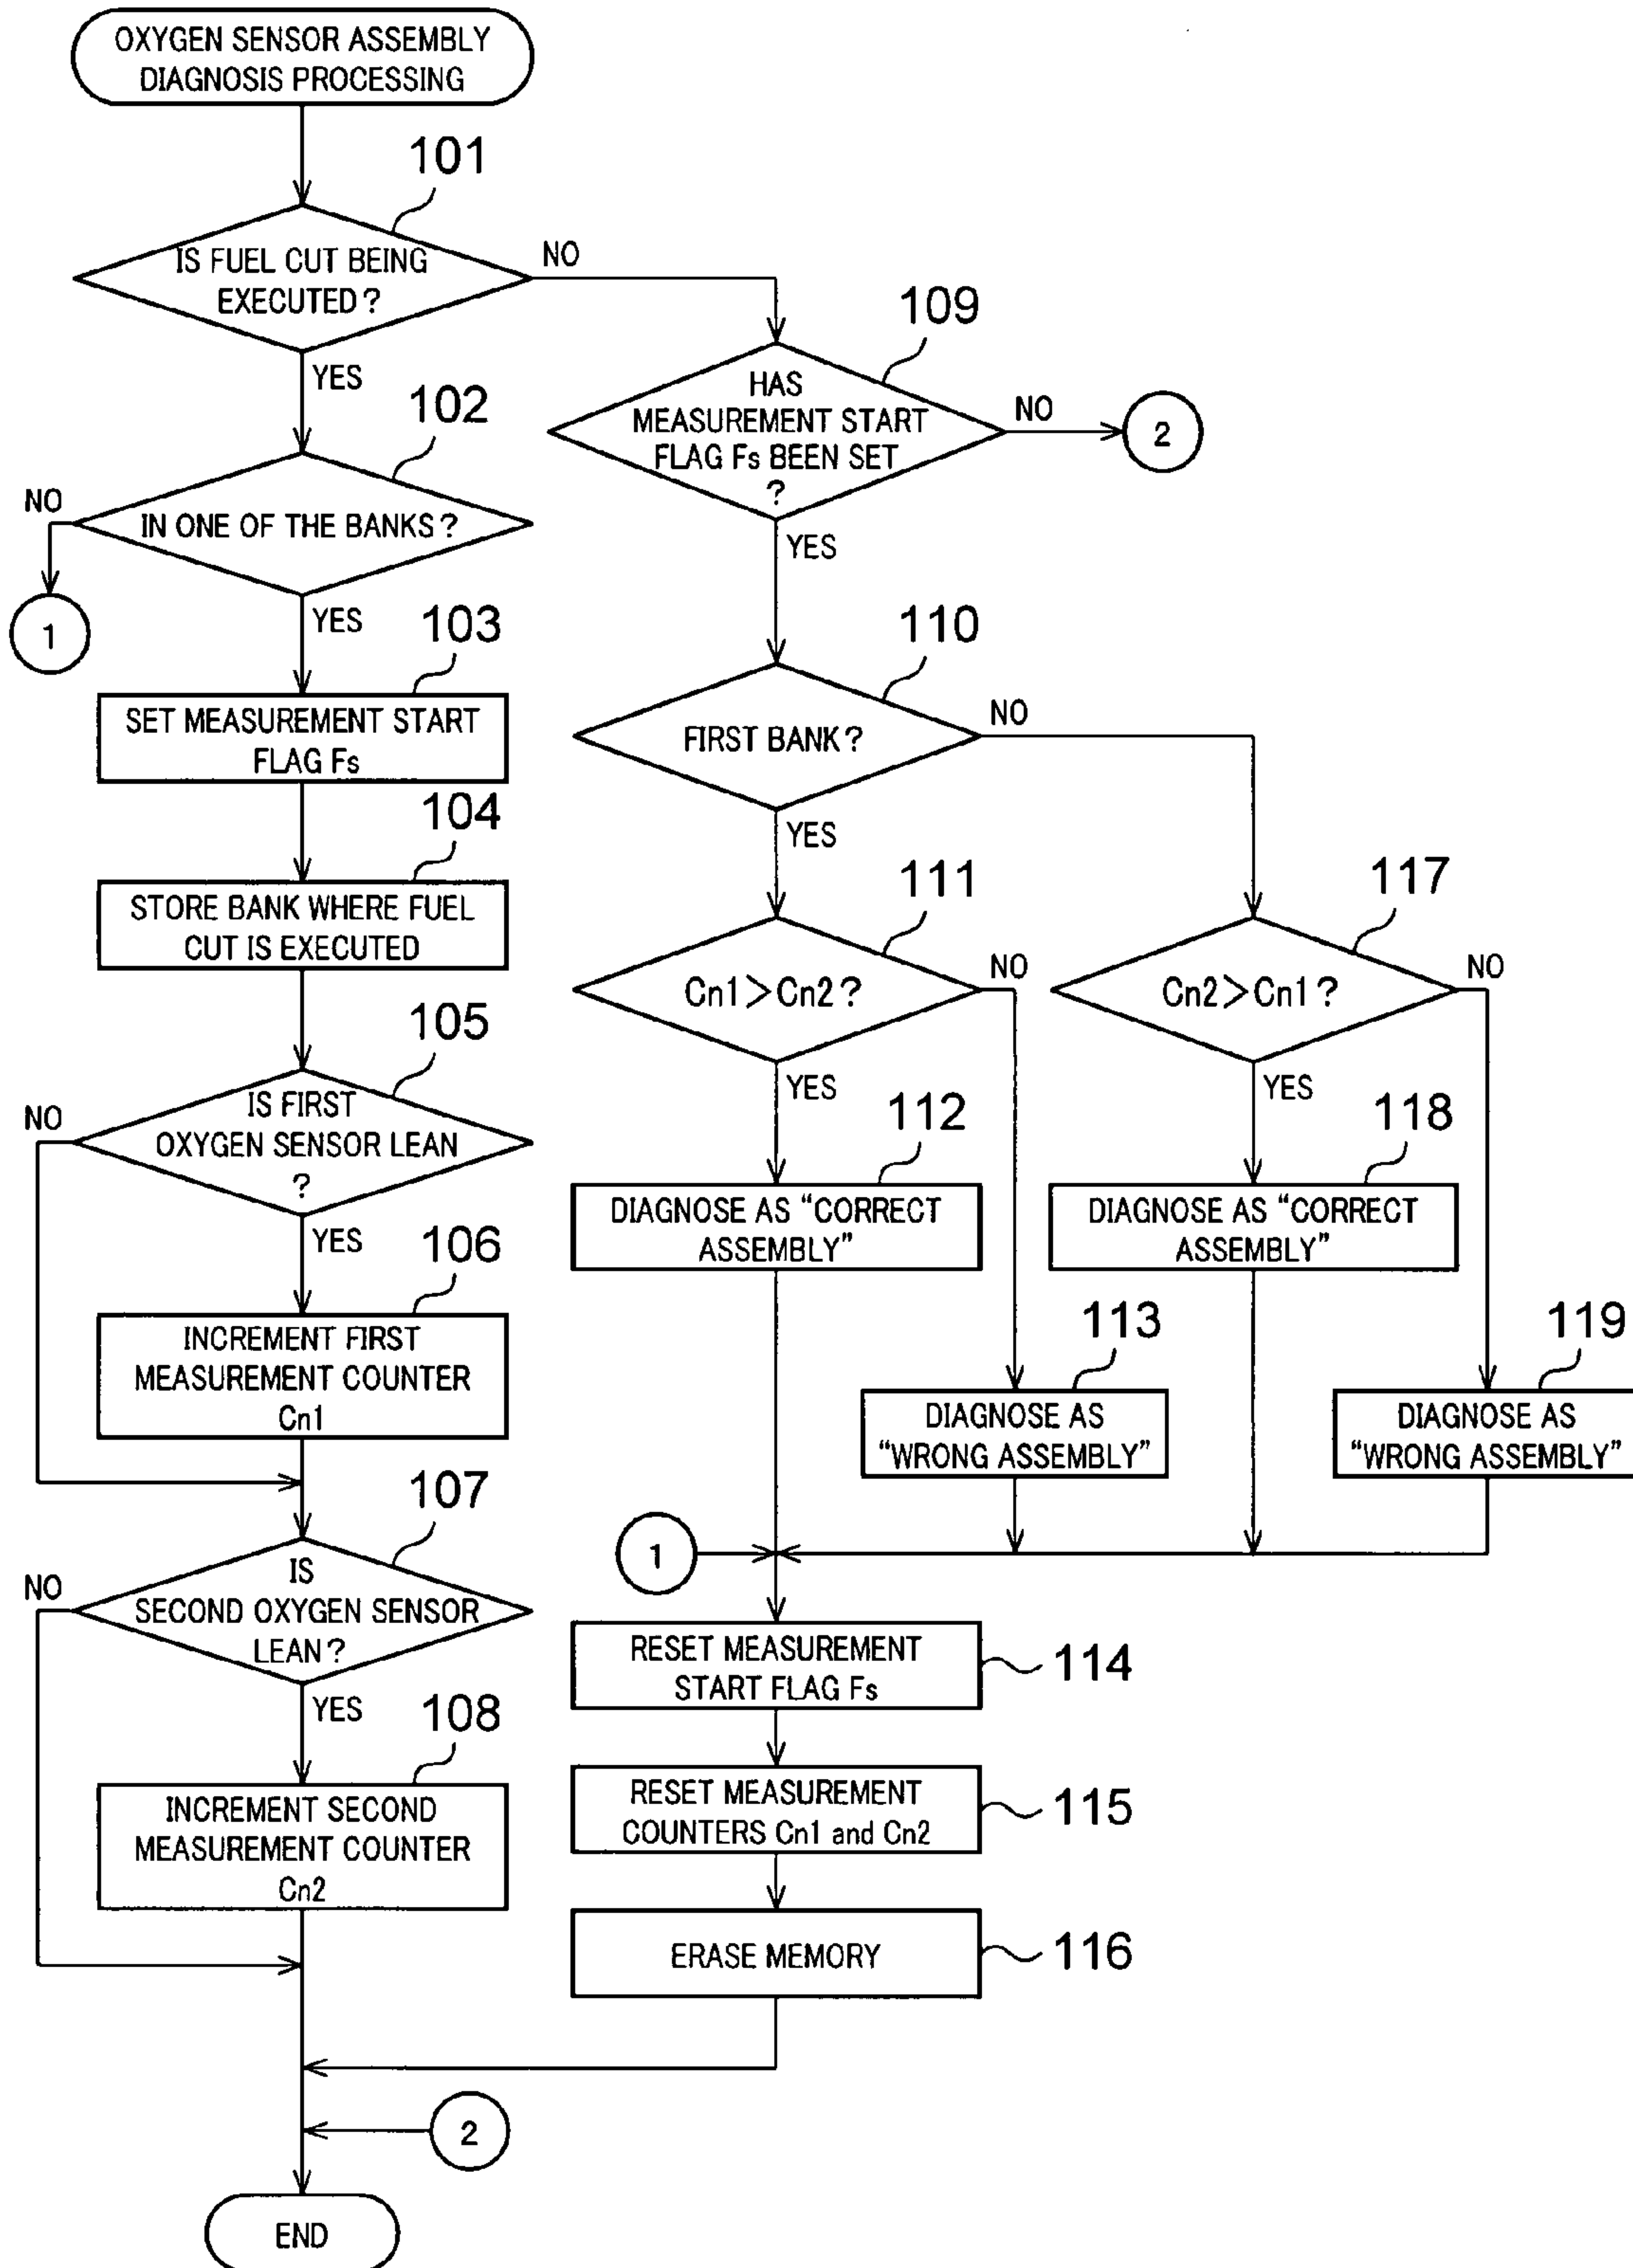 OXYGEN SENSOR ASSEMBLY
DIAGNOSIS PROCESSING
101
IS FUEL CUT BEING
EXECUTED?
NO
YES
102
IN ONE OF THE BANKS?
NO
1
YES
103
SET MEASUREMENT START
FLAG Fs
104
STORE BANK WHERE FUEL
CUT IS EXECUTED
105
IS FIRST
OXYGEN SENSOR LEAN
?
NO
YES
106
INCREMENT FIRST
MEASUREMENT COUNTER
Cn1
107
IS
SECOND OXYGEN SENSOR
LEAN?
NO
YES
108
INCREMENT SECOND
MEASUREMENT COUNTER
Cn2
109
HAS
MEASUREMENT START
FLAG Fs BEEN SET
?
NO
2
YES
110
FIRST BANK?
NO
YES
111
Cn1>Cn2?
NO
YES
112
DIAGNOSE AS “CORRECT
ASSEMBLY”
113
DIAGNOSE AS
“WRONG ASSEMBLY”
117
Cn2>Cn1?
NO
YES
118
DIAGNOSE AS “CORRECT
ASSEMBLY”
119
DIAGNOSE AS
“WRONG ASSEMBLY”
1
RESET MEASUREMENT
START FLAG Fs
114
RESET MEASUREMENT
COUNTERS Cn1 and Cn2
115
ERASE MEMORY
116
2
END